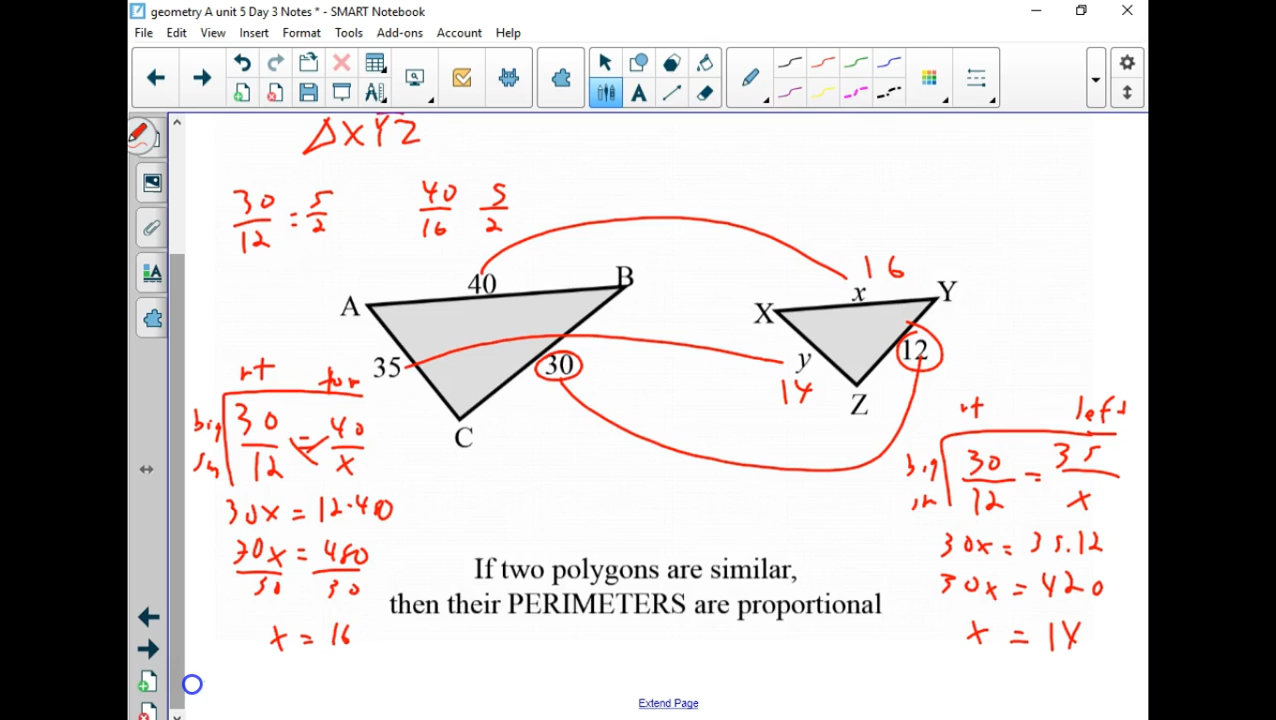 geometry A unit 5 Day 3 Notes * - SMART Notebook
File Edit View Insert Format Tools Add-ons Account Help
ΔXYZ
30/12 = 5/2
40/16 5/2
A
40
B
35
30
C
16
X
x
Y
y
12
14
Z
rt
big 30/12 = 40/x
30x = 12·40
30x/30 = 480/30
x = 16
rt left
big 30/12 = 35/x
30x = 35.12
30x = 420
x = 14
If two polygons are similar,
then their PERIMETERS are proportional
Extend Page